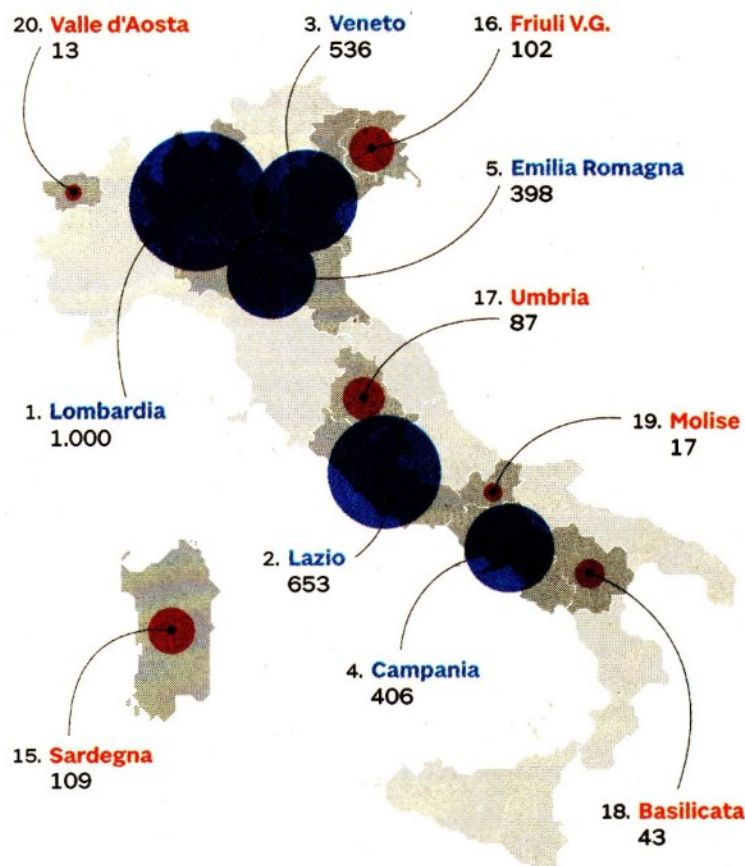 20. Valle d'Aosta
13
3. Veneto
536
16. Friuli V.G.
102
5. Emilia Romagna
398
17. Umbria
87
1. Lombardia
1.000
19. Molise
17
2. Lazio
653
4. Campania
406
15. Sardegna
109
18. Basilicata
43